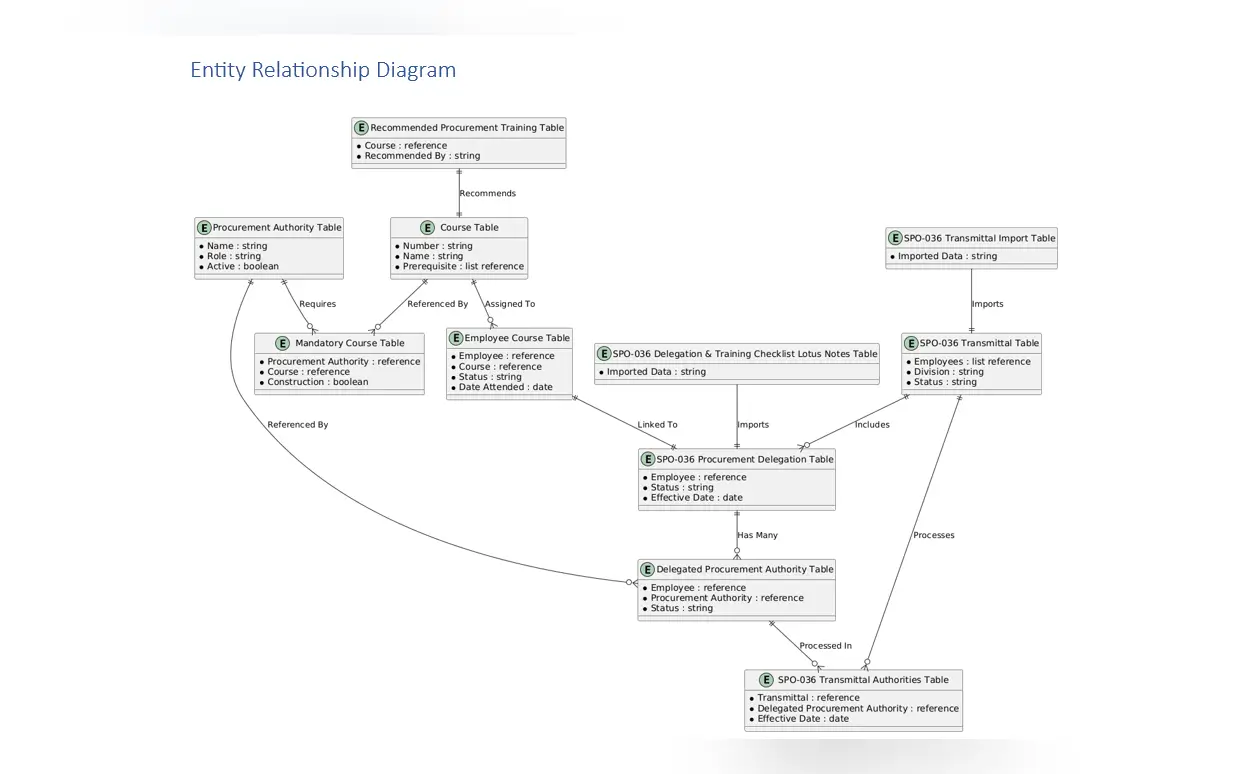 Entity Relationship Diagram
E Recommended Procurement Training Table
Course : reference
Recommended By : string
Recommends
E Procurement Authority Table
Name : string
Role : string
Active : boolean
E Course Table
Number : string
Name : string
Prerequisite : list reference
E SPO-036 Transmittal Import Table
Imported Data : string
Requires
Referenced By
Assigned To
Imports
E Mandatory Course Table
Procurement Authority : reference
Course : reference
Construction : boolean
E Employee Course Table
Employee : reference
Course : reference
Status : string
Date Attended : date
E SPO-036 Delegation & Training Checklist Lotus Notes Table
Imported Data : string
E SPO-036 Transmittal Table
Employees : list reference
Division : string
Status : string
Referenced By
Linked To
Imports
Includes
E SPO-036 Procurement Delegation Table
Employee : reference
Status : string
Effective Date : date
Has Many
Processes
E Delegated Procurement Authority Table
Employee : reference
Procurement Authority : reference
Status : string
Processed In
E SPO-036 Transmittal Authorities Table
Transmittal : reference
Delegated Procurement Authority : reference
Effective Date : date